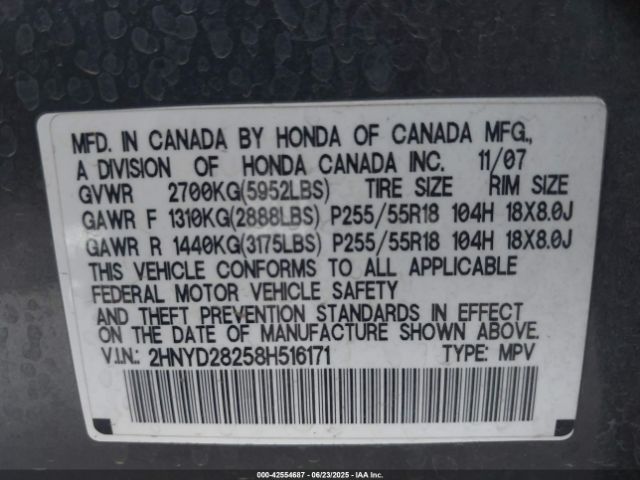 MFD. IN CANADA BY HONDA OF CANADA MFG.,
A DIVISION OF HONDA CANADA INC. 11/07
GVWR 2700KG(5952LBS) TIRE SIZE RIM SIZE
GAWR F 1310KG(2888LBS) P255/55R18 104H 18X8.0J
GAWR R 1440KG(3175LBS) P255/55R18 104H 18X8.0J
THIS VEHICLE CONFORMS TO ALL APPLICABLE
FEDERAL MOTOR VEHICLE SAFETY
AND THEFT PREVENTION STANDARDS IN EFFECT
ON THE DATE OF MANUFACTURE SHOWN ABOVE.
V.I.N.: 2HNYD28258H516171 TYPE: MPV
000-42554687 - 06/23/2025 - IAAI.com